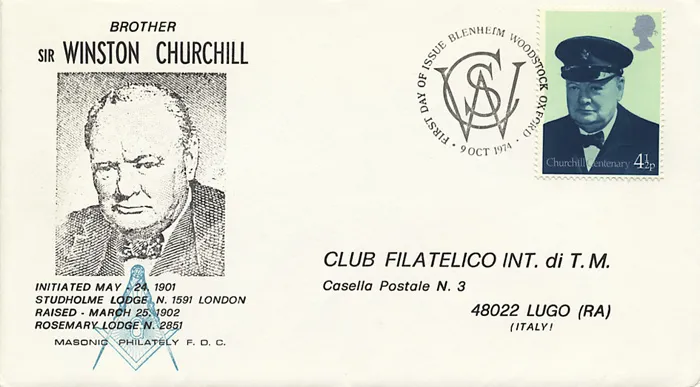 BROTHER
SIR WINSTON CHURCHILL
INITIATED MAY - 24, 1901
STUDHOLME LODGE N. 1591 LONDON
RAISED - MARCH 25, 1902
ROSEMARY LODGE N. 2851
G
MASONIC PHILATELY F. D. C.
FIRST DAY OF ISSUE BLENHEIM WOODSTOCK OXFORD
WSC
• 9 OCT 1974 •
Churchill Centenary 4½p
CLUB FILATELICO INT. di T. M.
Casella Postale N. 3
48022 LUGO (RA)
(ITALY!